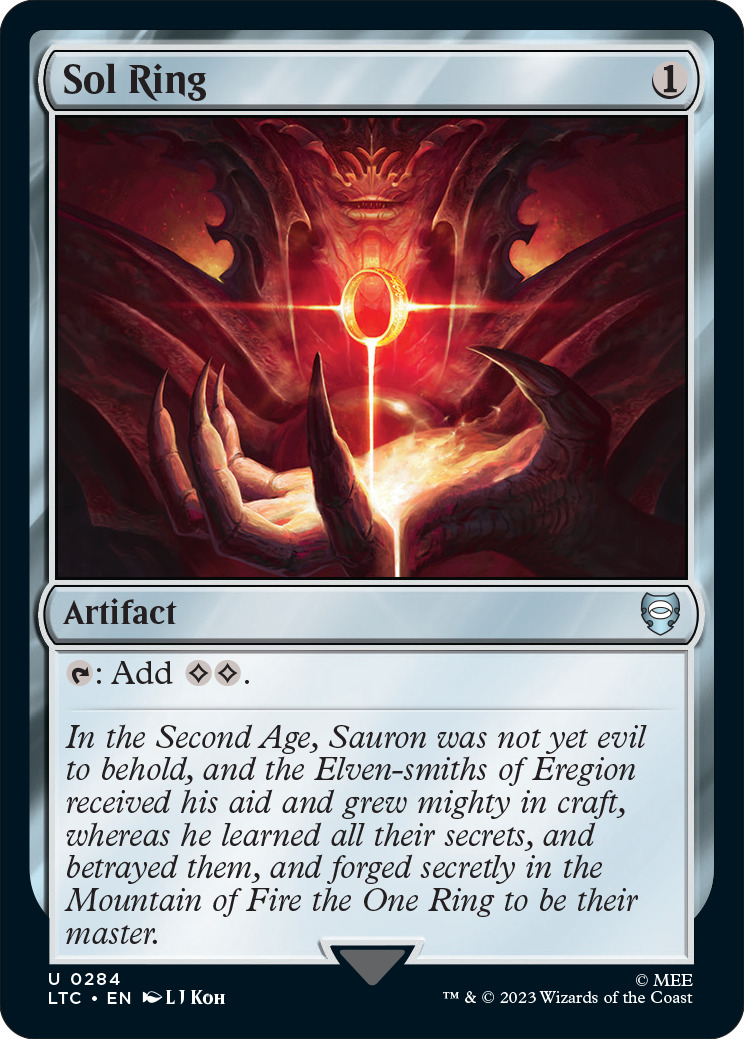 Sol Ring
1
Artifact
: Add .
In the Second Age, Sauron was not yet evil
to behold, and the Elven-smiths of Eregion
received his aid and grew mighty in craft,
whereas he learned all their secrets, and
betrayed them, and forged secretly in the
Mountain of Fire the One Ring to be their
master.
U 0284
LTC • EN LJ Koh
© MEE
™ & © 2023 Wizards of the Coast